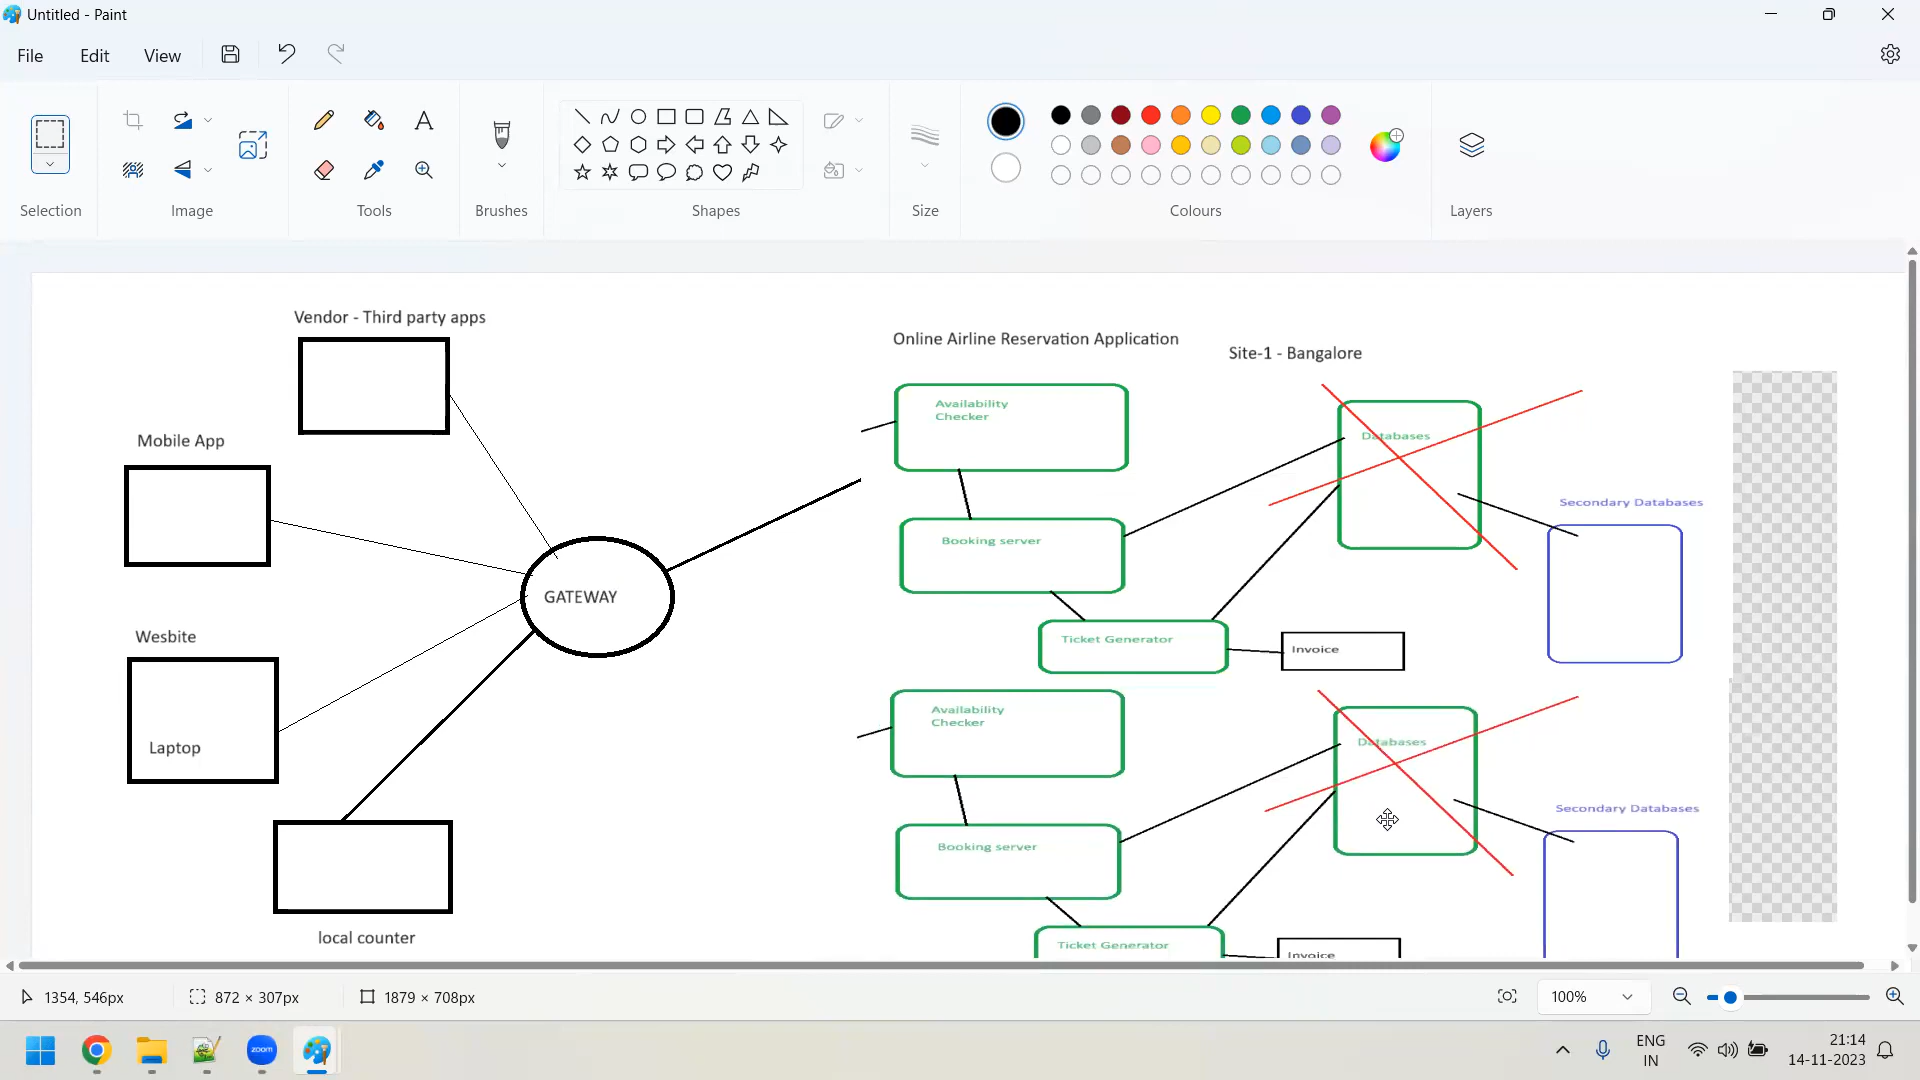 Untitled - Paint
File
Edit
View
Selection
Image
Tools
Brushes
Shapes
Size
Colours
Layers
Vendor - Third party apps
Mobile App
Wesbite
Laptop
local counter
GATEWAY
Online Airline Reservation Application
Site-1 - Bangalore
Availability
Checker
Databases
Secondary Databases
Booking server
Ticket Generator
Invoice
Availability
Checker
Databases
Secondary Databases
Booking server
Ticket Generator
Invoice
1354, 546px
872 × 307px
1879 × 708px
100%
zoom
ENG
IN
21:14
14-11-2023